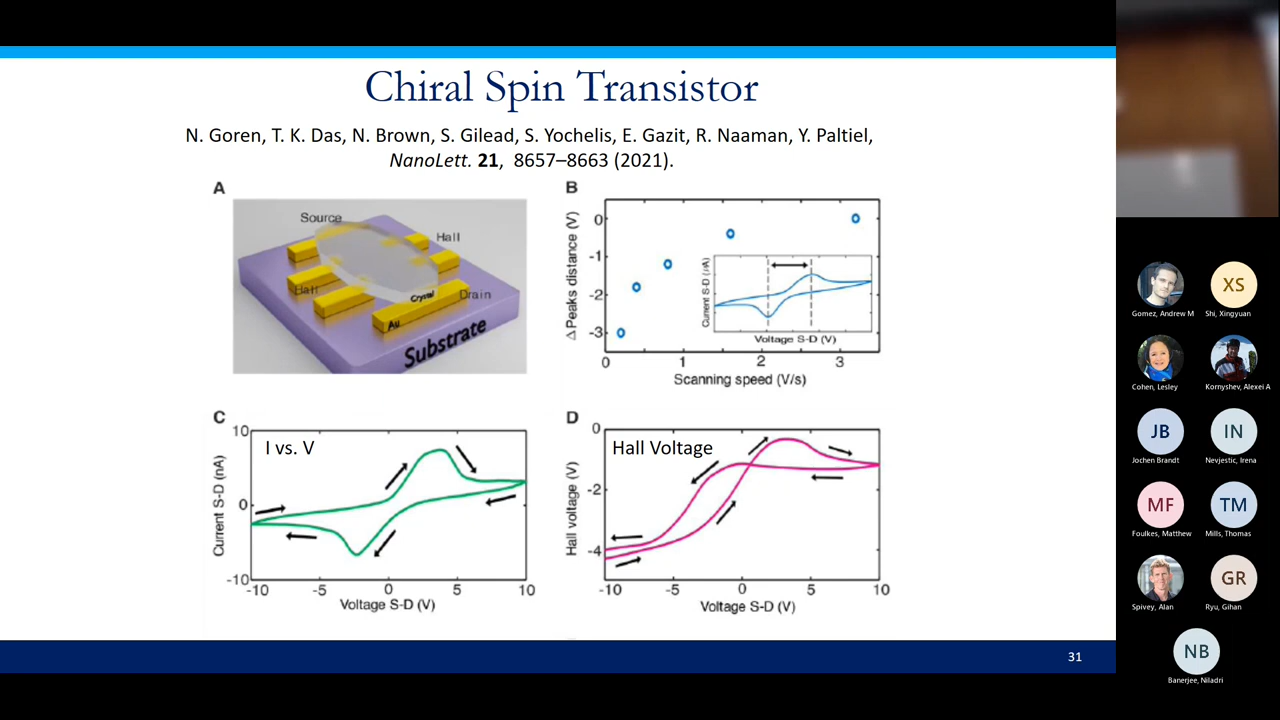 Chiral Spin Transistor
N. Goren, T. K. Das, N. Brown, S. Gilead, S. Yochelis, E. Gazit, R. Naaman, Y. Paltiel,
NanoLett. 21, 8657–8663 (2021).
A
Source
Hall
Hall
Drain
Crystal
Au
Substrate
B
Δ Peaks distance (V)
0
-1
-2
-3
0
1
2
3
Scanning speed (V/s)
Current S-D (nA)
Voltage S-D (V)
C
I vs. V
Current S-D (nA)
10
0
-10
-10
-5
0
5
10
Voltage S-D (V)
D
Hall Voltage
Hall voltage (V)
0
-2
-4
-10
-5
0
5
10
Voltage S-D (V)
31
XS
Gomez, Andrew M
Shi, Xingyuan
Cohen, Lesley
Kornyshev, Alexei A
JB
IN
Jochen Brandt
Nevjestic, Irena
MF
TM
Foulkes, Matthew
Mills, Thomas
GR
Spivey, Alan
Ryu, Gihan
NB
Banerjee, Niladri